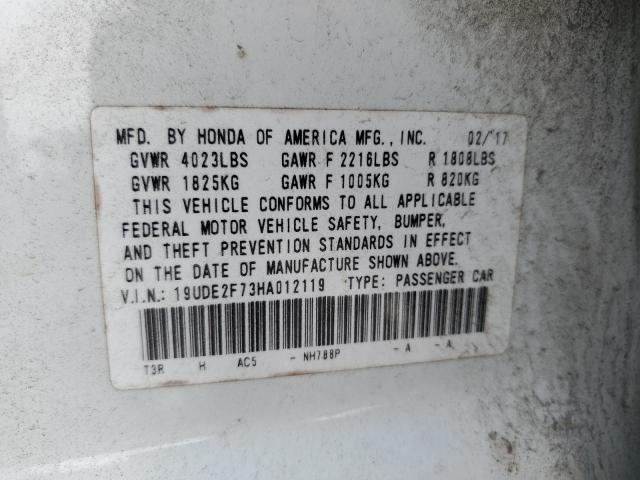 MFD. BY HONDA OF AMERICA MFG., INC. 02/17
GVWR 4023LBS GAWR F 2216LBS R 1808LBS
GVWR 1825KG GAWR F 1005KG R 820KG
THIS VEHICLE CONFORMS TO ALL APPLICABLE
FEDERAL MOTOR VEHICLE SAFETY, BUMPER,
AND THEFT PREVENTION STANDARDS IN EFFECT
ON THE DATE OF MANUFACTURE SHOWN ABOVE.
V.I.N.: 19UDE2F73HA012119 TYPE: PASSENGER CAR
T3R H AC5 - NH788P - A - A